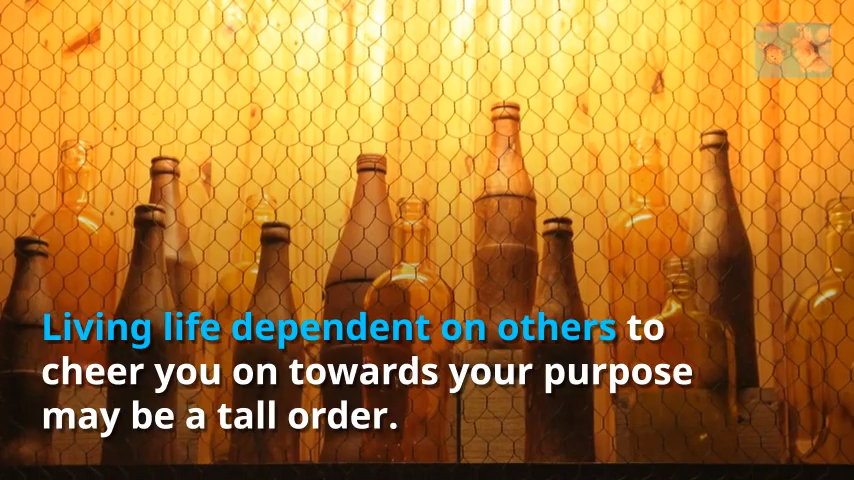 Living life dependent on others to
cheer you on towards your purpose
may be a tall order.